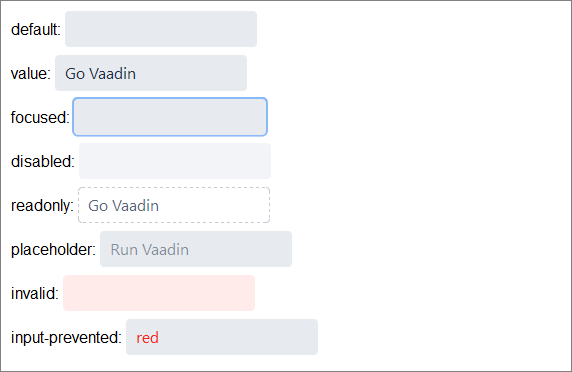 default:
value: Go Vaadin
focused:
disabled:
readonly: Go Vaadin
placeholder: Run Vaadin
invalid:
input-prevented: red